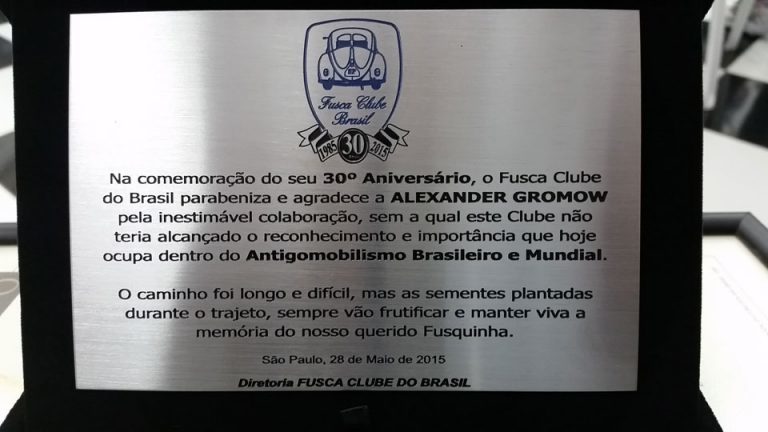 Fusca Clube
Brasil
1985 30 2015
Na comemoração do seu 30º Aniversário, o Fusca Clube
do Brasil parabeniza e agradece a ALEXANDER GROMOW
pela inestimável colaboração, sem a qual este Clube não
teria alcançado o reconhecimento e importância que hoje
ocupa dentro do Antigomobilismo Brasileiro e Mundial.
O caminho foi longo e difícil, mas as sementes plantadas
durante o trajeto, sempre vão frutificar e manter viva a
memória do nosso querido Fusquinha.
São Paulo, 28 de Maio de 2015
Diretoria FUSCA CLUBE DO BRASIL